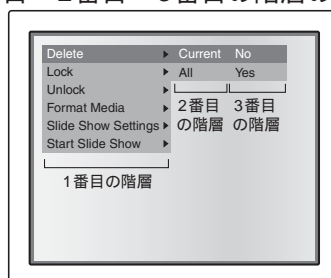 2番目 3番目の階層の
Delete Current No
Lock All Yes
Unlock
Format Media 2番目 3番目
Slide Show Settings の階層 の階層
Start Slide Show
1番目の階層